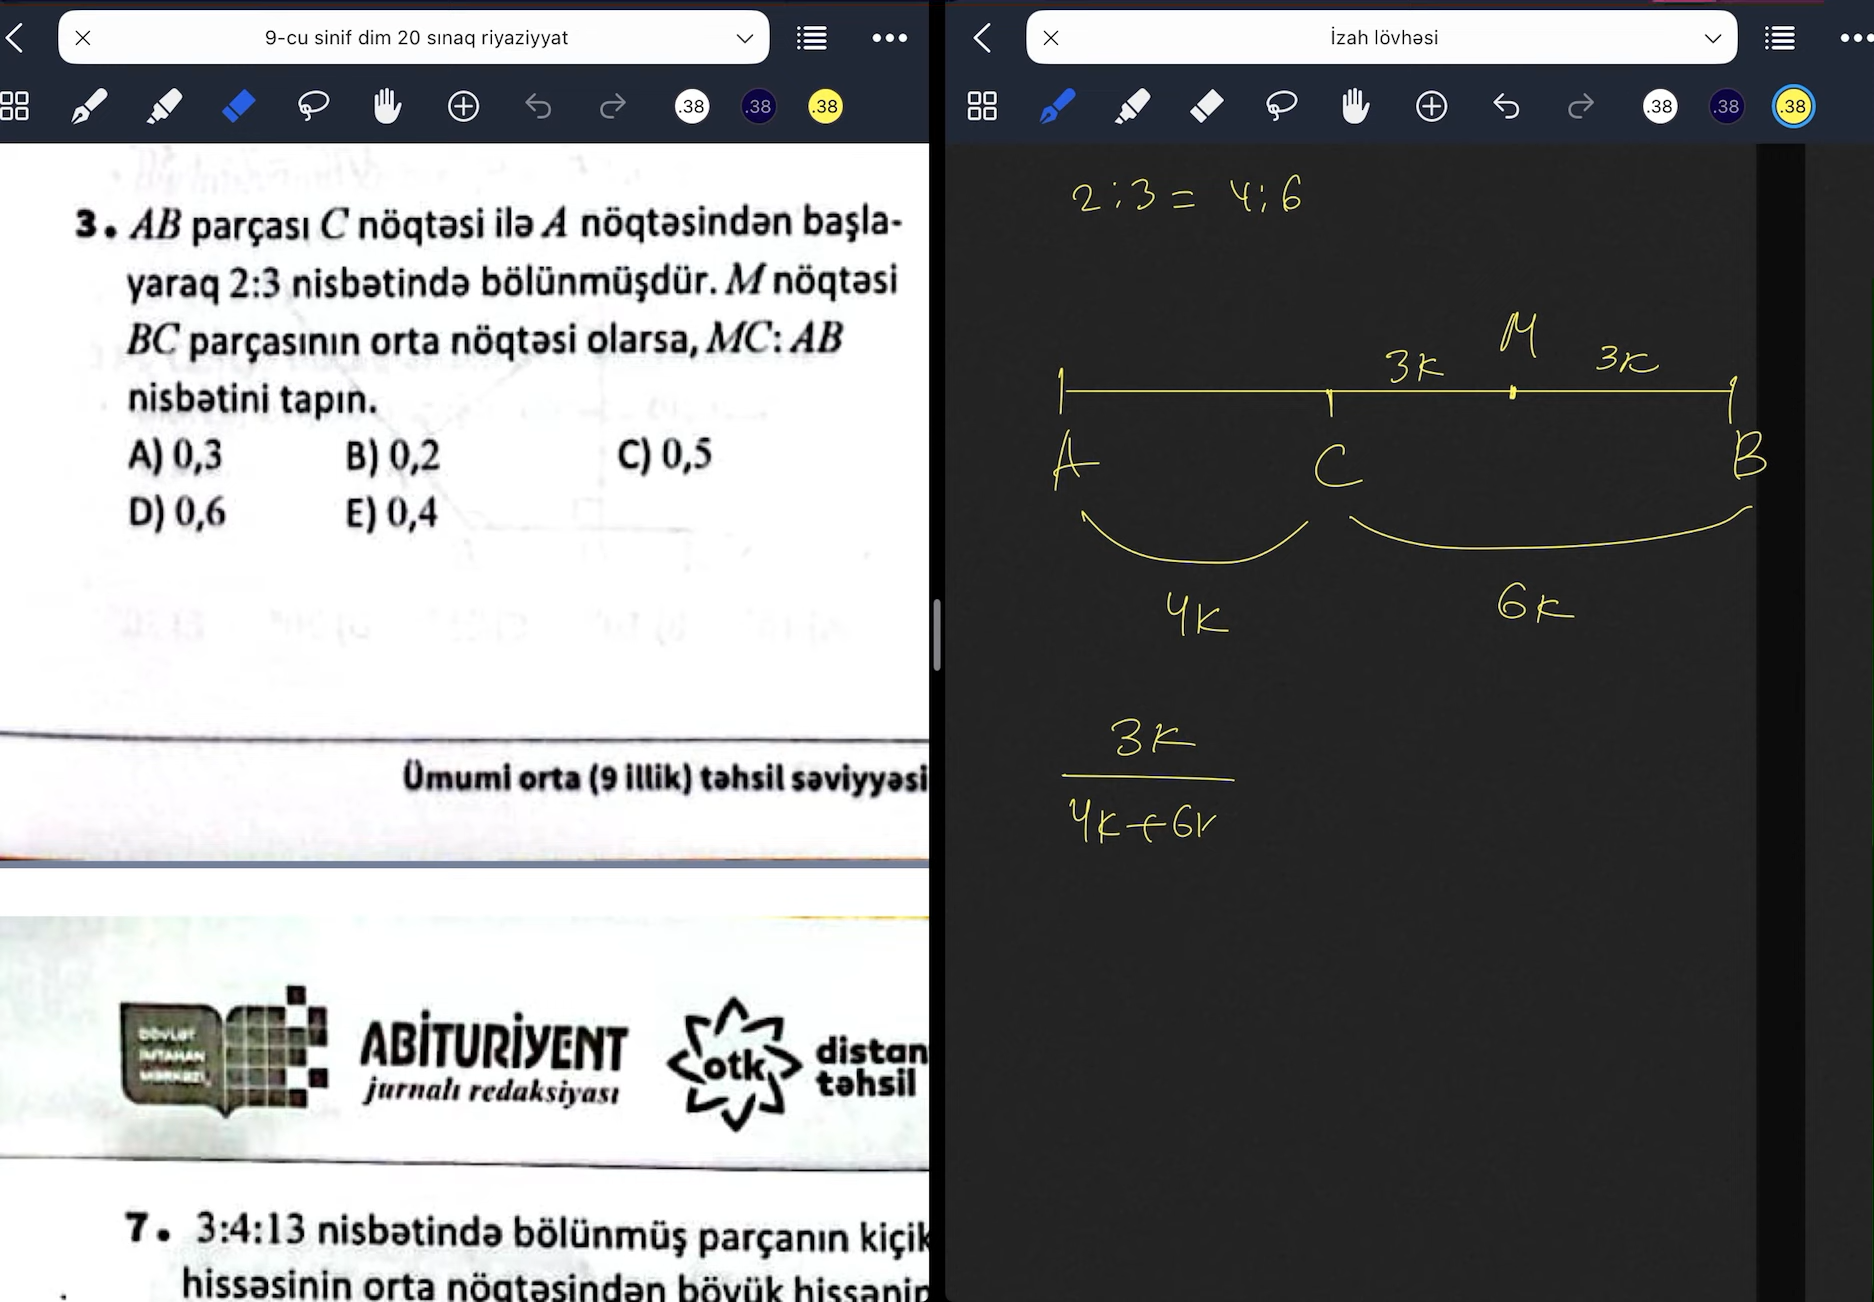 9-cu sinif dim 20 sınaq riyaziyyat
.38 .38 .38
3. AB parçası C nöqtəsi ilə A nöqtəsindən başla-
yaraq 2:3 nisbətində bölünmüşdür. M nöqtəsi
BC parçasının orta nöqtəsi olarsa, MC: AB
nisbətini tapın.
A) 0,3 B) 0,2 C) 0,5
D) 0,6 E) 0,4
Ümumi orta (9 illik) təhsil səviyyəsi
DÖVLƏT
İMTAHAN
MƏRKƏZİ
ABİTURİYENT
jurnalı redaksiyası
otk
distan
təhsil
7. 3:4:13 nisbətində bölünmüş parçanın kiçik
hissəsinin orta nöqtəsindən böyük hissənin
İzah lövhəsi
.38 .38 .38
2:3 = 4:6
M
3k 3k
A C B
4k 6k
3k
4k+6k